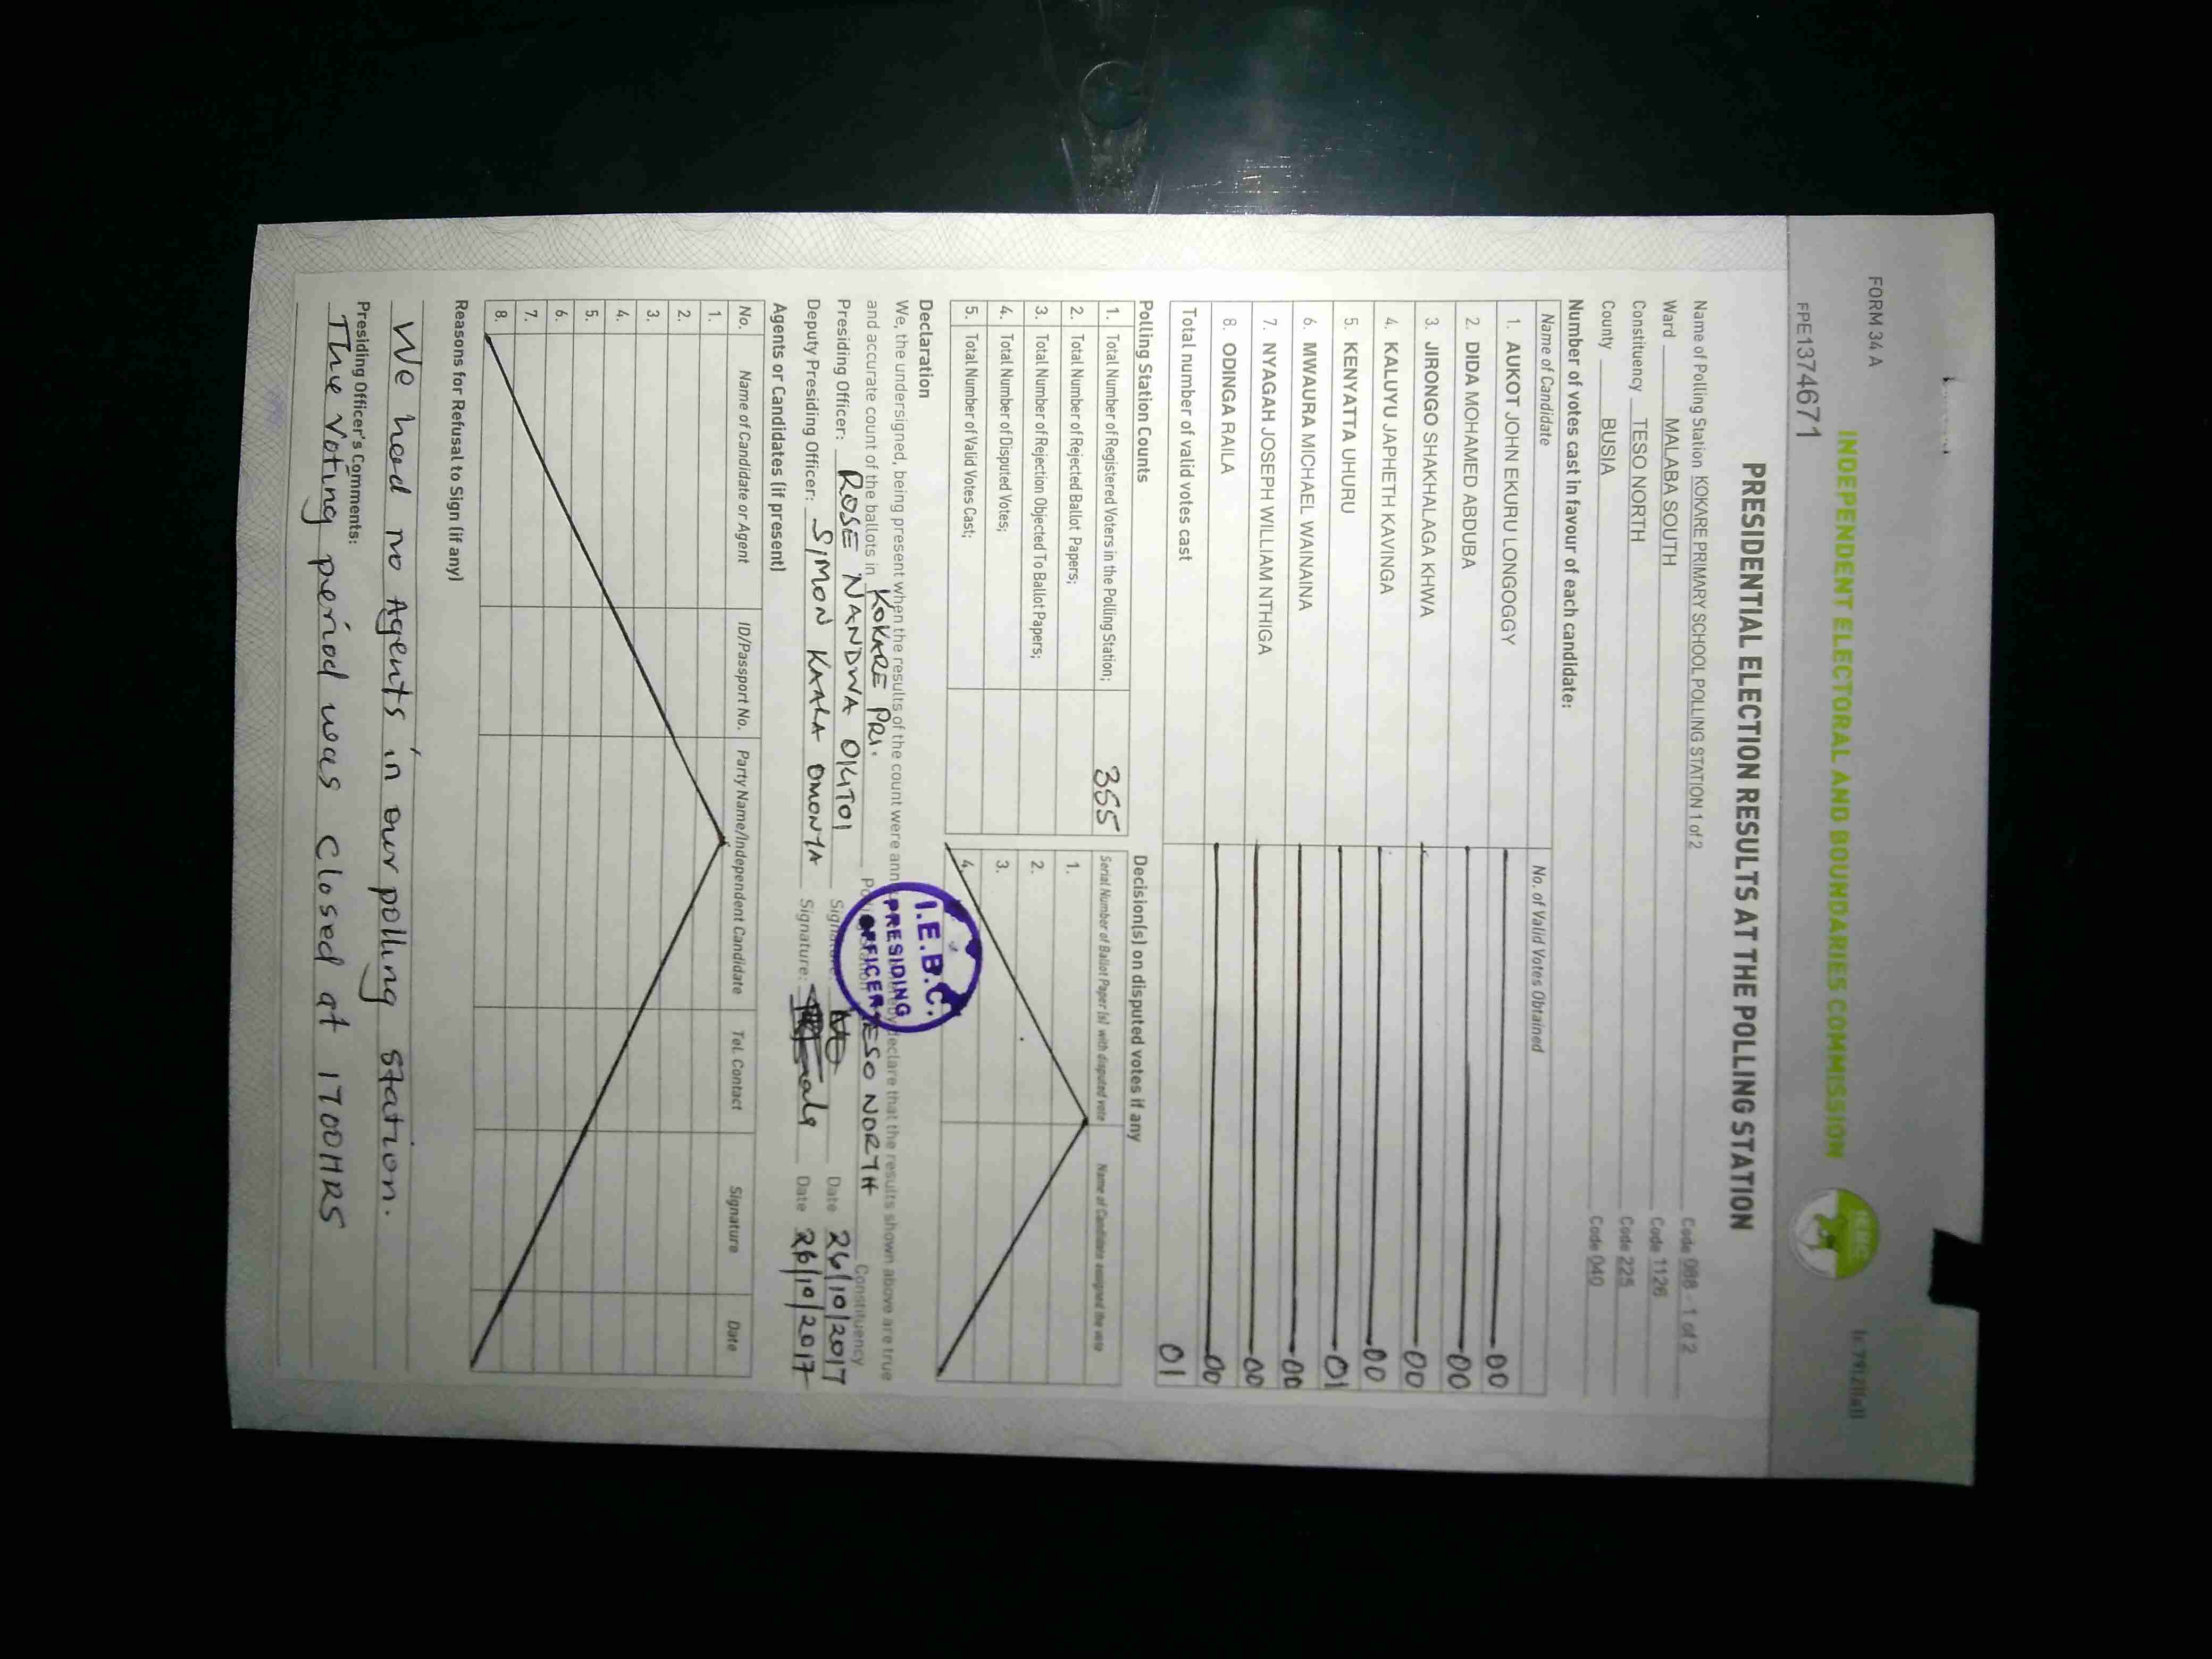 FORM 34 A
INDEPENDENT ELECTORAL AND BOUNDARIES COMMISSION
IEBC
FPE1374671
PRESIDENTIAL ELECTION RESULTS AT THE POLLING STATION
Name of Polling Station KOKARE PRIMARY SCHOOL POLLING STATION 1 of 2 Code 088 - 1 of 2
Ward MALABA SOUTH Code 1126
Constituency TESO NORTH Code 225
County BUSIA Code 040
Number of votes cast in favour of each candidate:
Name of Candidate No. of Valid Votes Obtained
1. AUKOT JOHN EKURU LONGOGGY 00
2. DIDA MOHAMED ABDUBA 00
3. JIRONGO SHAKHALAGA KHWA 00
4. KALUYU JAPHETH KAVINGA 00
5. KENYATTA UHURU 01
6. MWAURA MICHAEL WAINAINA 00
7. NYAGAH JOSEPH WILLIAM NTHIGA 00
8. ODINGA RAILA 00
Total number of valid votes cast 01
Polling Station Counts Decision(s) on disputed votes if any
1. Total Number of Registered Voters in the Polling Station; 355 Serial Number of Ballot Paper (s) with disputed vote Name of Candidate assigned the vote
2. Total Number of Rejected Ballot Papers; 1.
3. Total Number of Rejection Objected To Ballot Papers; 2.
4. Total Number of Disputed Votes; 3.
5. Total Number of Valid Votes Cast; 4.
Declaration
We, the undersigned, being present when the results of the count were declare that the results shown above are true
and accurate count of the ballots in KOKARE PRI. TESO NORTH Constituency
Presiding Officer: ROSE NANDWA OKITOI Signature: Date 26/10/2017
Deputy Presiding Officer: SIMON KAALA OMONYA Signature: Date 26/10/2017
I.E.B.C.
PRESIDING
OFFICER
Agents or Candidates (if present)
No. Name of Candidate or Agent ID/Passport No. Party Name/Independent Candidate Tel. Contact Signature Date
1.
2.
3.
4.
5.
6.
7.
8.
Reasons for Refusal to Sign (if any)
We had no Agents in our polling station.
Presiding Officer's Comments:
The voting period was closed at 1700HRS